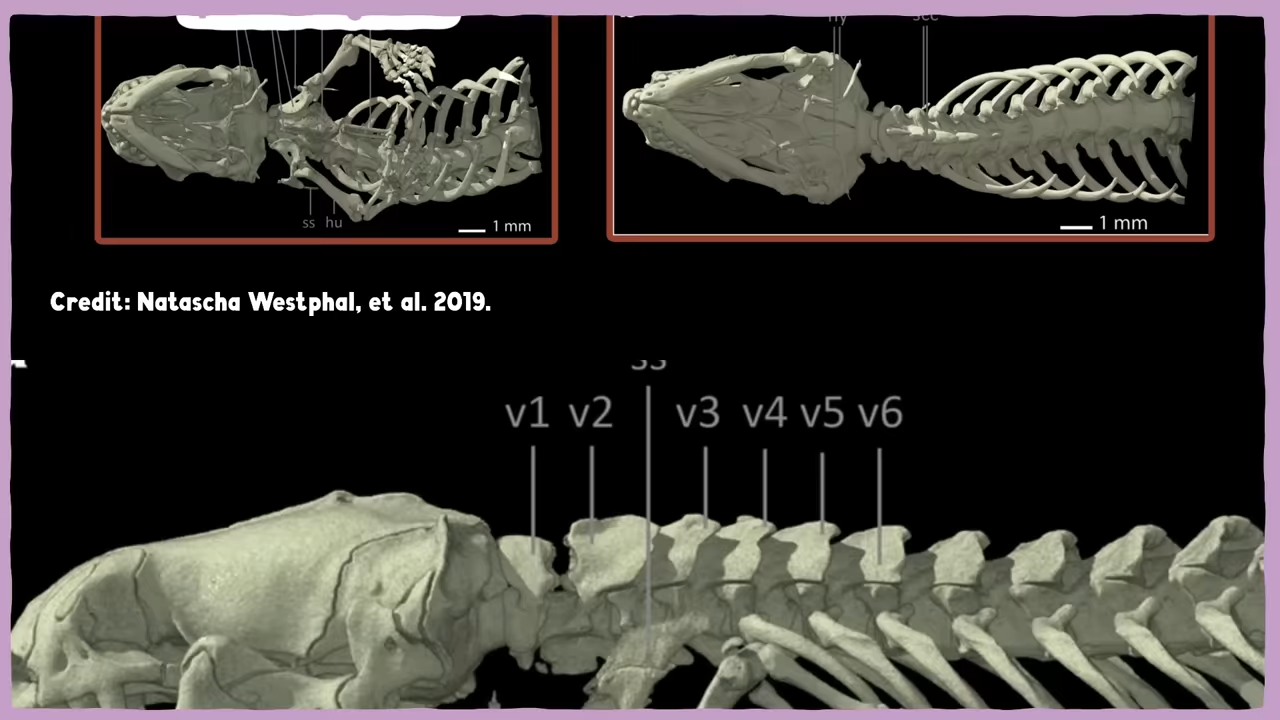 ss hu
1 mm
1 mm
Credit: Natascha Westphal, et al. 2019.
v1 v2 v3 v4 v5 v6